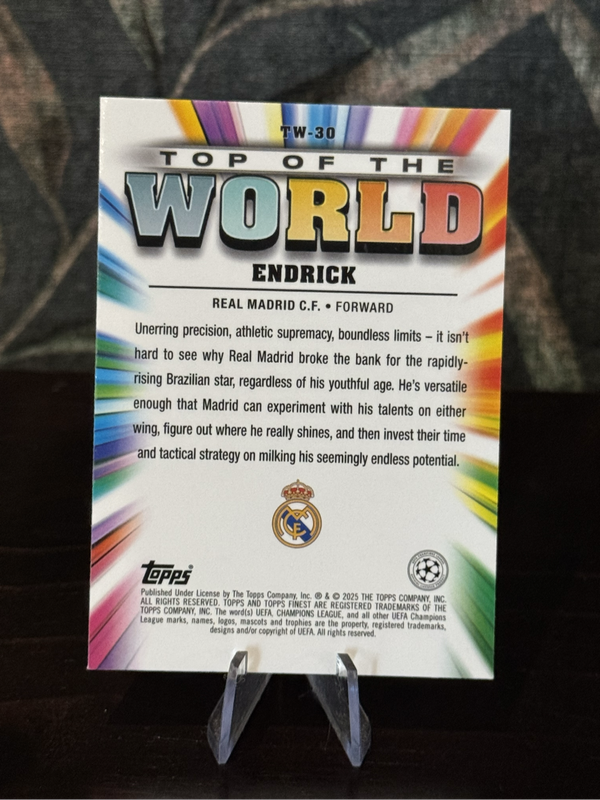 TW-30
TOP OF THE
WORLD
ENDRICK
REAL MADRID C.F. • FORWARD
Unerring precision, athletic supremacy, boundless limits – it isn't
hard to see why Real Madrid broke the bank for the rapidly-
rising Brazilian star, regardless of his youthful age. He's versatile
enough that Madrid can experiment with his talents on either
wing, figure out where he really shines, and then invest their time
and tactical strategy on milking his seemingly endless potential.
topps
Published Under License by The Topps Company, Inc. ® & © 2025 THE TOPPS COMPANY, INC.
ALL RIGHTS RESERVED. TOPPS AND TOPPS FINEST ARE REGISTERED TRADEMARKS OF THE
TOPPS COMPANY, INC. The word(s) UEFA, CHAMPIONS LEAGUE, and all other UEFA Champions
League marks, names, logos, mascots and trophies are the property, registered trademarks,
designs and/or copyright of UEFA. All rights reserved.